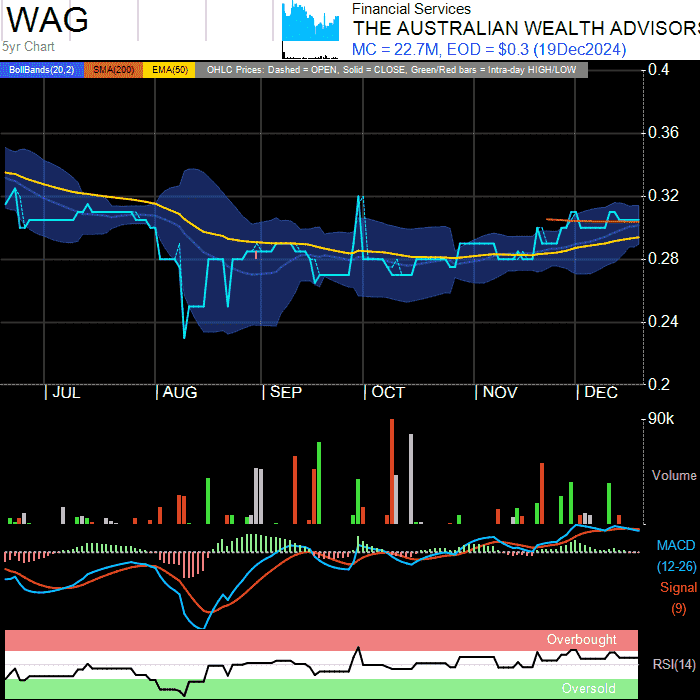 WAG
5yr Chart
Financial Services
THE AUSTRALIAN WEALTH ADVISORS
MC = 22.7M, EOD = $0.3 (19Dec2024)
BollBands(20,2) SMA(200) EMA(50) OHLC Prices: Dashed = OPEN, Solid = CLOSE, Green/Red bars = Intra-day HIGH/LOW
0.4
0.36
0.32
0.28
0.24
0.2
| JUL | AUG | SEP | OCT | NOV | DEC
90k
Volume
MACD
(12-26)
Signal
(9)
Overbought
RSI(14)
Oversold